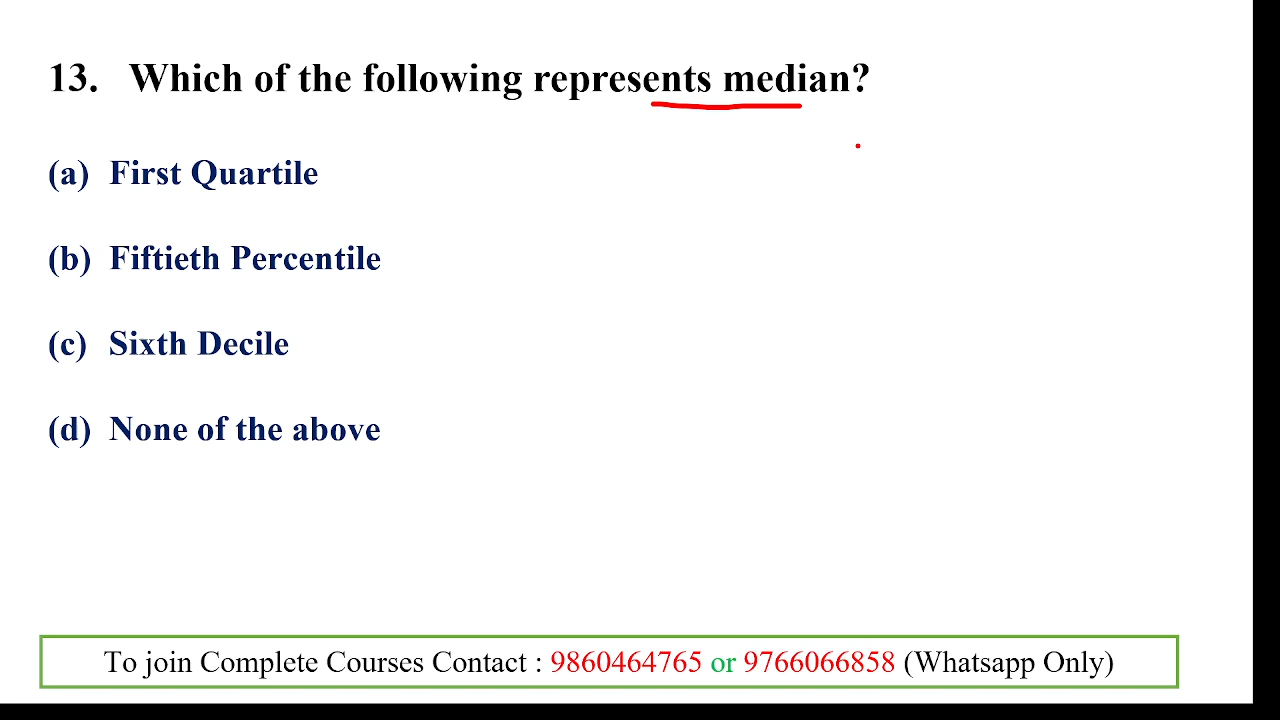 13. Which of the following represents median?
(a) First Quartile
(b) Fiftieth Percentile
(c) Sixth Decile
(d) None of the above
To join Complete Courses Contact : 9860464765 or 9766066858 (Whatsapp Only)